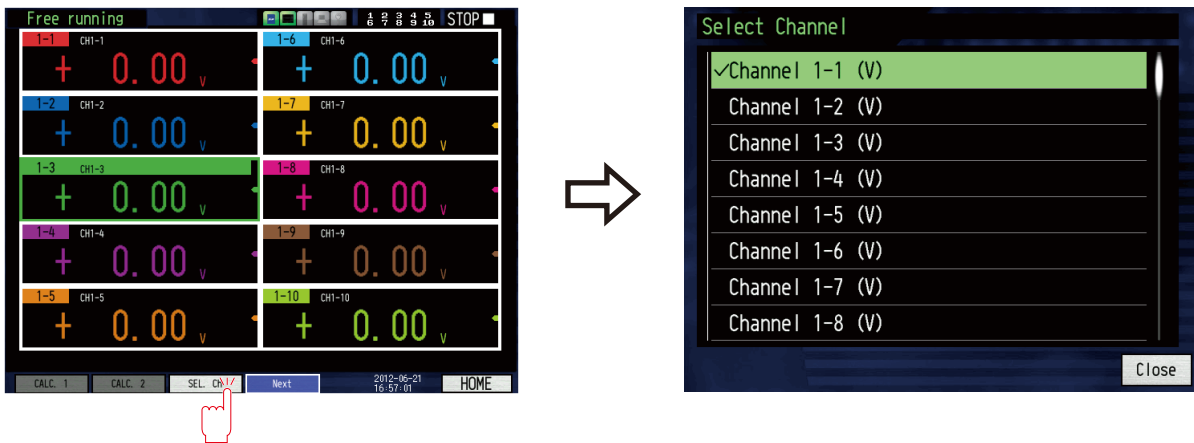 Free running
1 2 3 4 5
6 7 8 9 10
STOP
1-1 CH1-1
+ 0.00 V
1-2 CH1-2
+ 0.00 V
1-3 CH1-3
+ 0.00 V
1-4 CH1-4
+ 0.00 V
1-5 CH1-5
+ 0.00 V
1-6 CH1-6
+ 0.00 V
1-7 CH1-7
+ 0.00 V
1-8 CH1-8
+ 0.00 V
1-9 CH1-9
+ 0.00 V
1-10 CH1-10
+ 0.00 V
CALC. 1
CALC. 2
SEL. CH
Next
2012-06-21
16:57:01
HOME
Select Channel
✓Channel 1-1 (V)
Channel 1-2 (V)
Channel 1-3 (V)
Channel 1-4 (V)
Channel 1-5 (V)
Channel 1-6 (V)
Channel 1-7 (V)
Channel 1-8 (V)
Close